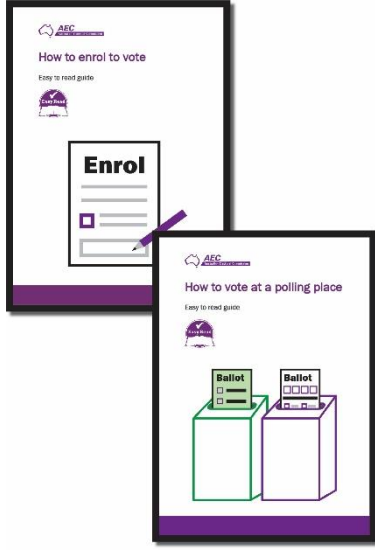 AEC
How to enrol to vote
Easy to read guide
Easy Read
Enrol
AEC
How to vote at a polling place
Easy to read guide
Easy Read
Ballot
Ballot